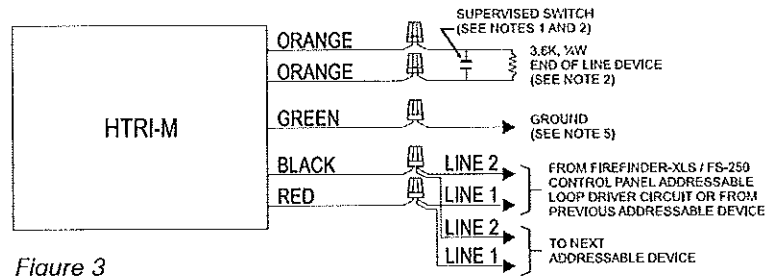 SUPERVISED SWITCH
(SEE NOTES 1 AND 2)
ORANGE
3.6K, ¼W
END OF LINE DEVICE
(SEE NOTE 2)
ORANGE
HTRI-M
GREEN
GROUND
(SEE NOTE 5)
BLACK
LINE 2
FROM FIREFINDER-XLS / FS-250
CONTROL PANEL ADDRESSABLE
LOOP DRIVER CIRCUIT OR FROM
PREVIOUS ADDRESSABLE DEVICE
RED
LINE 1
LINE 2
TO NEXT
ADDRESSABLE DEVICE
LINE 1
Figure 3